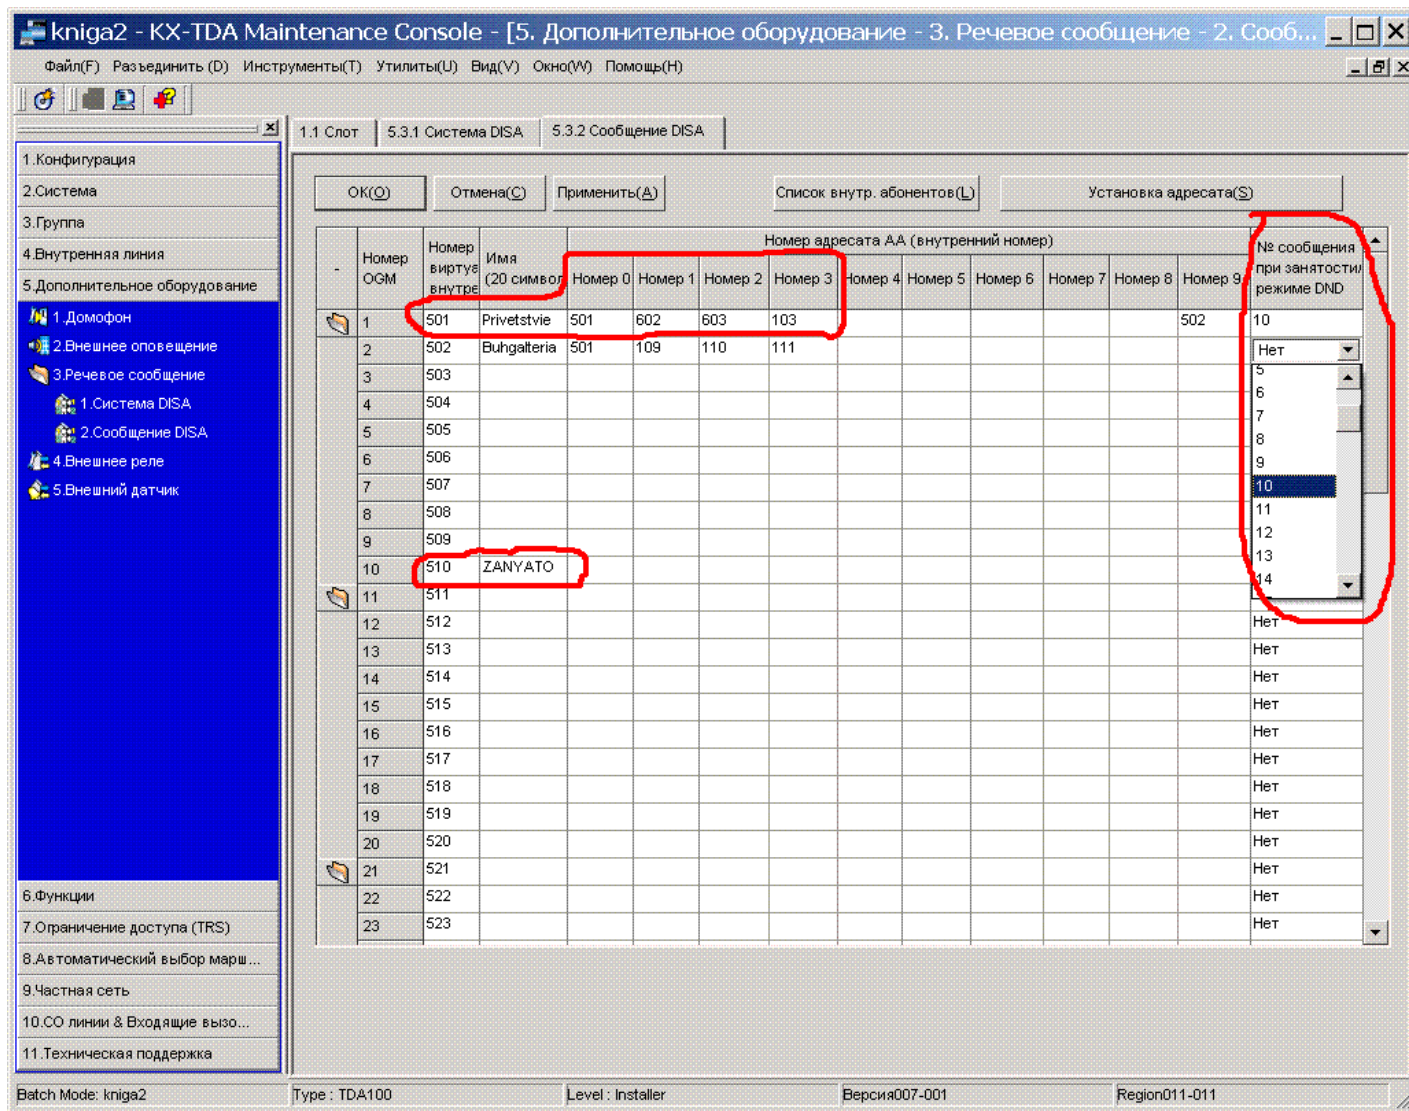 kniga2 - KX-TDA Maintenance Console - [5. Дополнительное оборудование - 3. Речевое сообщение - 2. Сооб...
Файл(F) Разъединить (D) Инструменты(T) Утилиты(U) Вид(V) Окно(W) Помощь(H)
1.1 Слот 5.3.1 Система DISA 5.3.2 Сообщение DISA
1.Конфигурация
2.Система
3.Группа
4.Внутренняя линия
5.Дополнительное оборудование
1.Домофон
2.Внешнее оповещение
3.Речевое сообщение
1.Система DISA
2.Сообщение DISA
4.Внешнее реле
5.Внешний датчик
6.Функции
7.Ограничение доступа (TRS)
8.Автоматический выбор марш...
9.Частная сеть
10.CO линии & Входящие вызо...
11.Техническая поддержка
OK(O) Отмена(C) Применить(A) Список внутр. абонентов(L) Установка адресата(S)
Номер адресата AA (внутренний номер)
- Номер OGM
Номер виртуа внутре
Имя (20 символ
Номер 0 Номер 1 Номер 2 Номер 3 Номер 4 Номер 5 Номер 6 Номер 7 Номер 8 Номер 9
№ сообщения при занятости/ режиме DND
1 501 Privetstvie 501 602 603 103 502 10
2 502 Buhgalteria 501 109 110 111 Нет
3 503
4 504
5 505
6 506
7 507
8 508
9 509
10 510 ZANYATO
11 511
5
6
7
8
9
10
11
12
13
14
12 512 Нет
13 513 Нет
14 514 Нет
15 515 Нет
16 516 Нет
17 517 Нет
18 518 Нет
19 519 Нет
20 520 Нет
21 521 Нет
22 522 Нет
23 523 Нет
Batch Mode: kniga2 Type : TDA100 Level : Installer Версия007-001 Region011-011